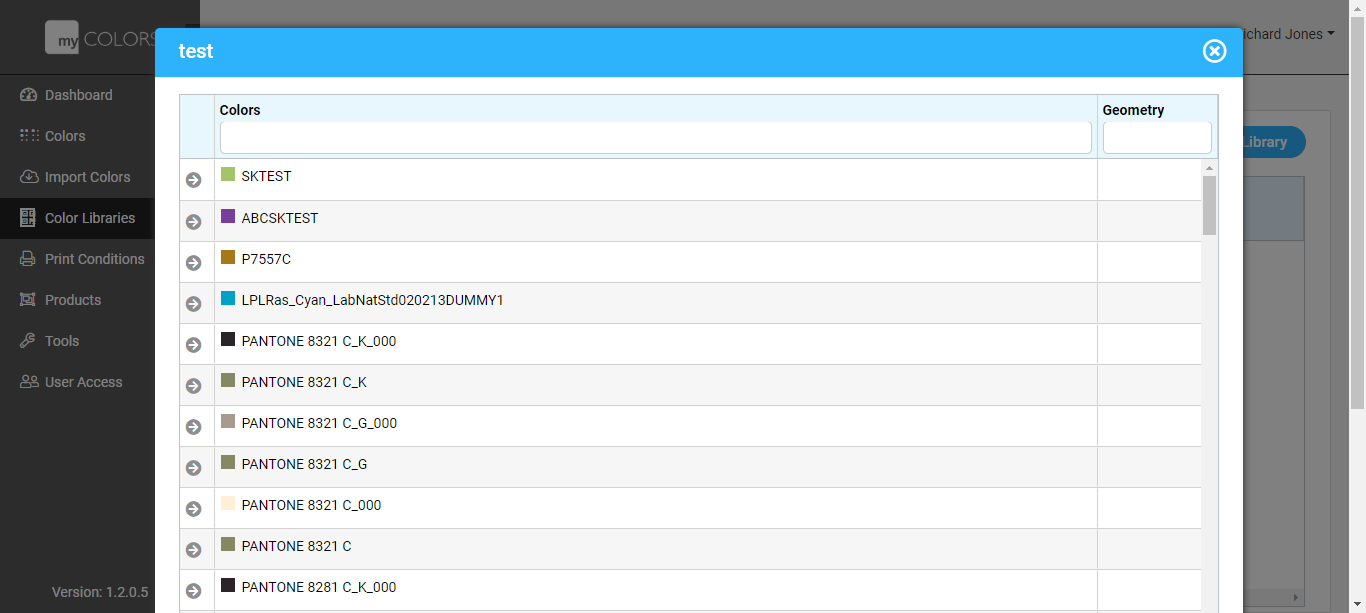 my COLORS
test
ichard Jones
Dashboard
Colors
Import Colors
Color Libraries
Print Conditions
Products
Tools
User Access
Version: 1.2.0.5
Library
Colors
Geometry
SKTEST
ABCSKTEST
P7557C
LPLRas_Cyan_LabNatStd020213DUMMY1
PANTONE 8321 C_K_000
PANTONE 8321 C_K
PANTONE 8321 C_G_000
PANTONE 8321 C_G
PANTONE 8321 C_000
PANTONE 8321 C
PANTONE 8281 C_K_000